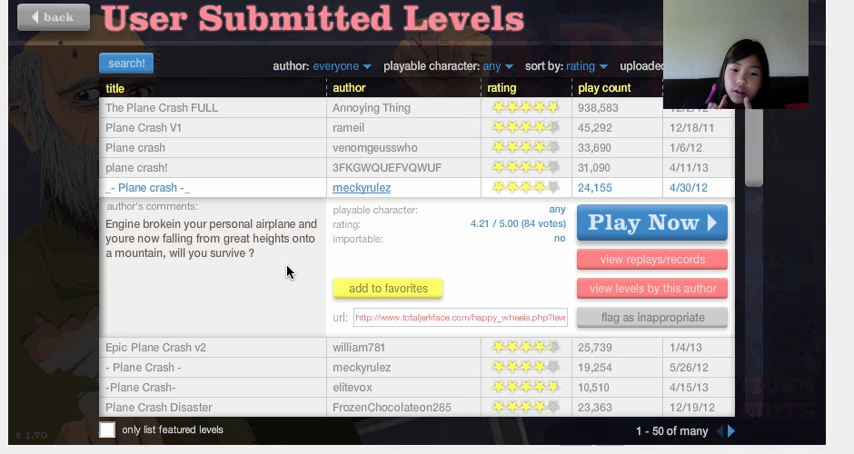 back
User Submitted Levels
search!
author: everyone playable character: any sort by: rating uploaded
title author rating play count
The Plane Crash FULL Annoying Thing 938,583
Plane Crash V1 rameil 45,292 12/18/11
Plane crash venomgeusswho 33,690 1/6/12
plane crash! 3FKGWQUEFVQWUF 31,090 4/11/13
_- Plane crash -_ meckyrulez 24,155 4/30/12
author's comments:
Engine brokein your personal airplane and
youre now falling from great heights onto
a mountain, will you survive ?
playable character: any
rating: 4.21 / 5.00 (84 votes)
importable: no
add to favorites
url: http://www.totaljerkface.com/happy_wheels.php?leve
Play Now
view replays/records
view levels by this author
flag as inappropriate
Epic Plane Crash v2 william781 25,739 1/4/13
- Plane Crash - meckyrulez 19,254 5/26/12
-Plane Crash- elitevox 10,510 4/15/13
Plane Crash Disaster FrozenChocolateon285 23,363 12/19/12
only list featured levels
1 - 50 of many
v 1.70